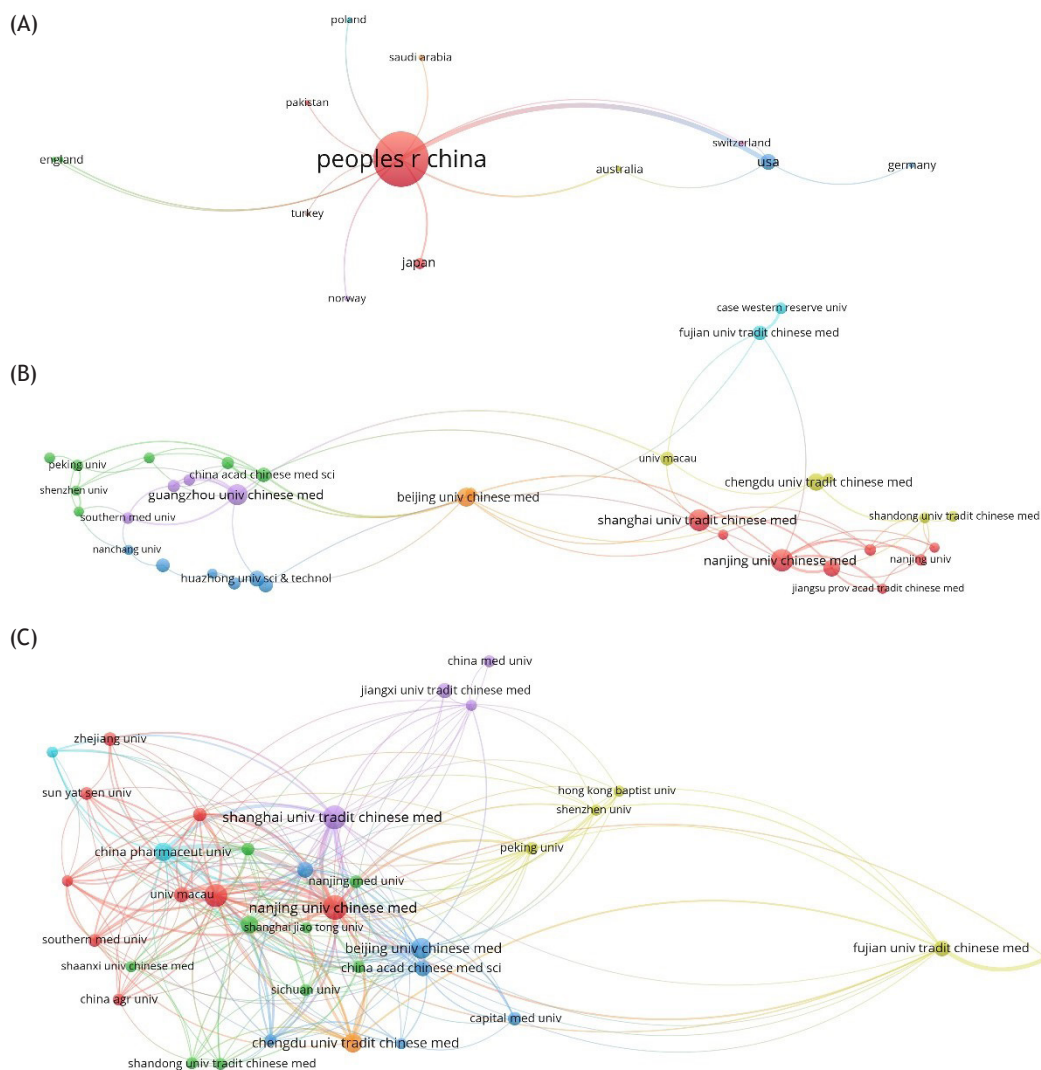 (A)
poland
saudi arabia
pakistan
switzerland
england
peoples r china
usa
germany
australia
turkey
japan
norway
case western reserve univ
fujian univ tradit chinese med
(B)
univ macau
peking univ
china acad chinese med sci
chengdu univ tradit chinese med
shenzhen univ
guangzhou univ chinese med
beijing univ chinese med
southern med univ
shanghai univ tradit chinese med
shandong univ tradit chinese med
nanchang univ
nanjing univ chinese med
nanjing univ
huazhong univ sci & technol
jiangsu prov acad tradit chinese med
(C)
china med univ
jiangxi univ tradit chinese med
zhejiang univ
sun yat sen univ
hong kong baptist univ
shenzhen univ
shanghai univ tradit chinese med
china pharmaceut univ
peking univ
nanjing med univ
univ macau
nanjing univ chinese med
shanghai jiao tong univ
southern med univ
beijing univ chinese med
fujian univ tradit chinese med
shaanxi univ chinese med
china acad chinese med sci
sichuan univ
china agr univ
capital med univ
chengdu univ tradit chinese med
shandong univ tradit chinese med